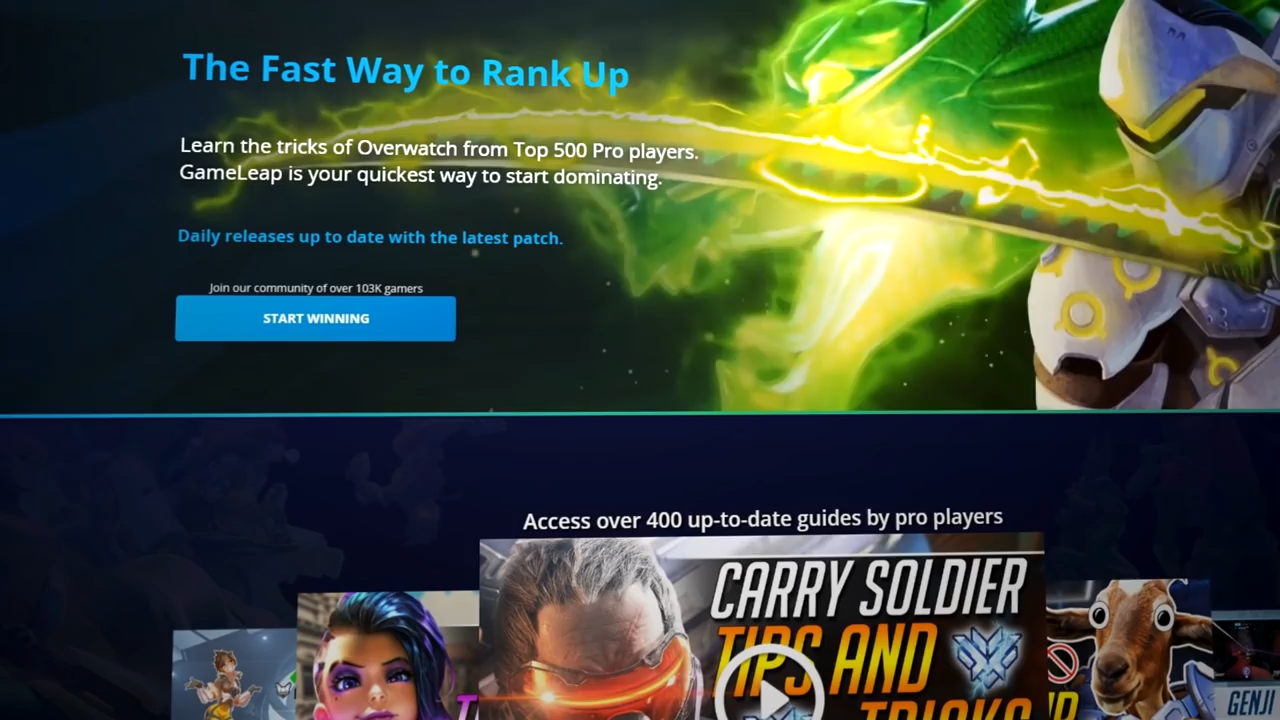 The Fast Way to Rank Up
Learn the tricks of Overwatch from Top 500 Pro players.
GameLeap is your quickest way to start dominating.
Daily releases up to date with the latest patch.
Join our community of over 103K gamers
START WINNING
Access over 400 up-to-date guides by pro players
CARRY SOLDIER
TIPS AND
TRICKS
GENJI